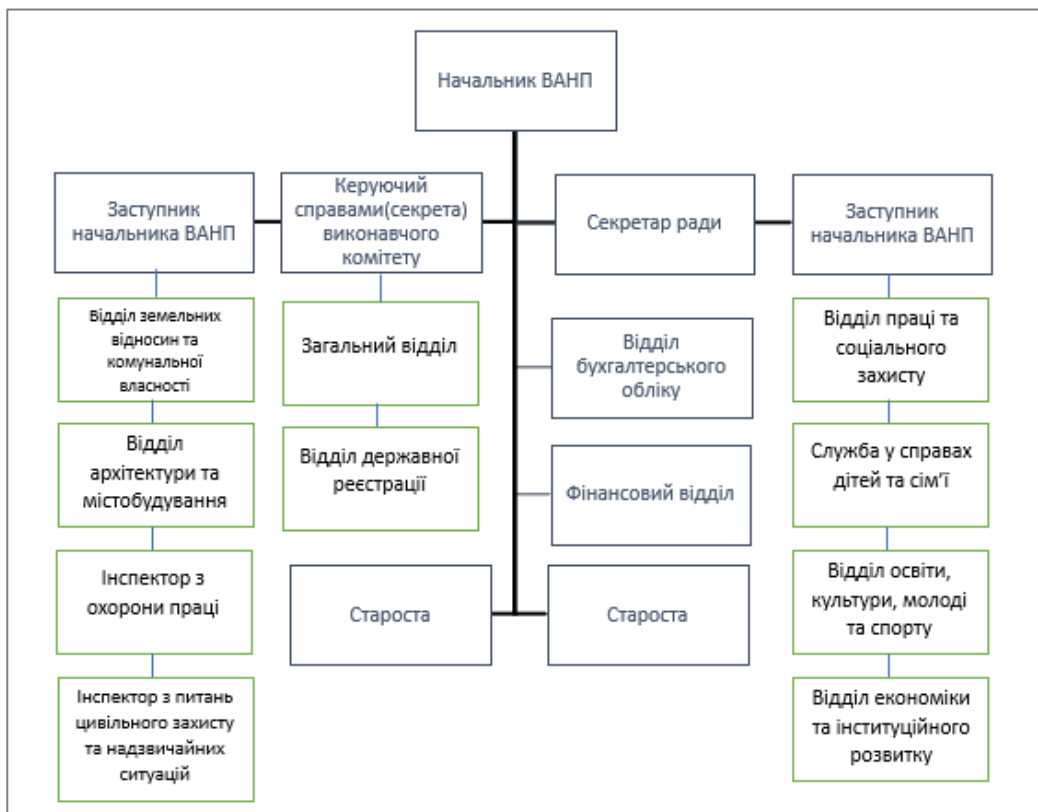 Начальник ВАНП
Заступник
начальника ВАНП
Керуючий
справами(секрета)
виконавчого
комітету
Секретар ради
Заступник
начальника ВАНП
Відділ земельних
відносин та
комунальної
власності
Загальний відділ
Відділ
бухгалтерського
обліку
Відділ праці та
соціального
захисту
Відділ
архітектури та
містобудування
Відділ державної
реєстрації
Фінансовий відділ
Служба у справах
дітей та сім’ї
Інспектор з
охорони праці
Староста
Староста
Відділ освіти,
культури, молоді
та спорту
Інспектор з питань
цивільного захисту
та надзвичайних
ситуацій
Відділ економіки
та інституційного
розвитку